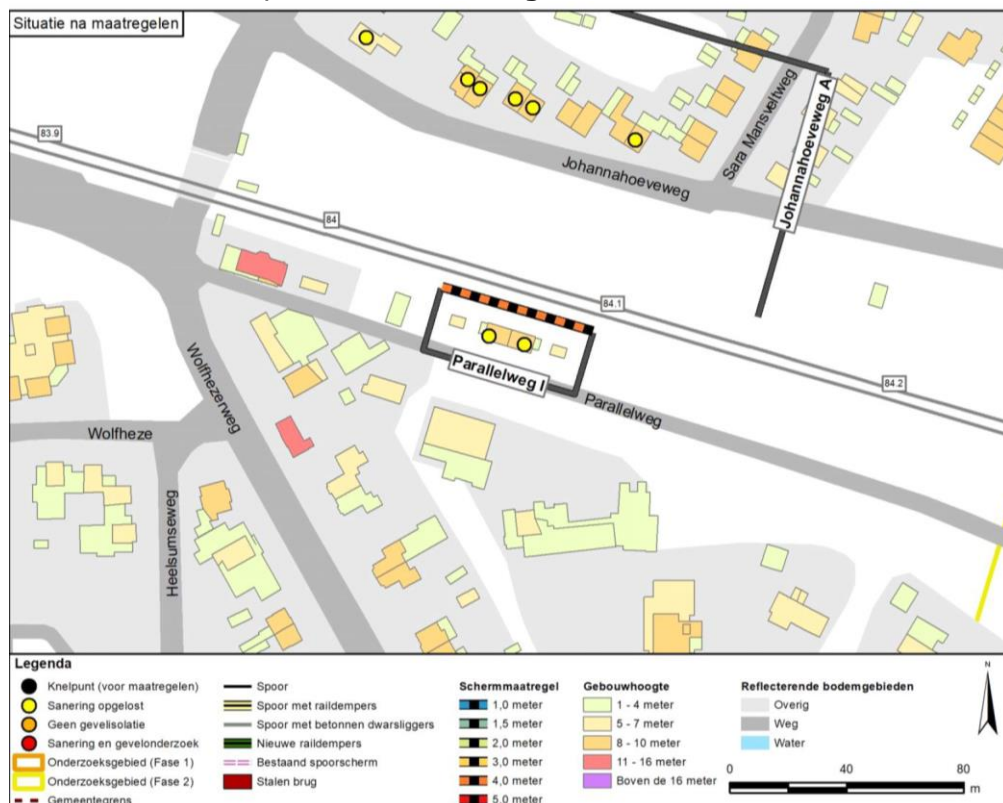 Situatie na maatregelen
83.9
84
84.1
84.2
Johannahoeveweg
Sara Mansveltweg
Johannahoeveweg A
Parallelweg I
Parallelweg
Wolfhezerweg
Wolfheze
Heelsumseweg
Legenda
Knelpunt (voor maatregelen)
Sanering opgelost
Geen gevelisolatie
Sanering en gevelonderzoek
Onderzoeksgebied (Fase 1)
Onderzoeksgebied (Fase 2)
Gemeentegrens
Spoor
Spoor met raildempers
Spoor met betonnen dwarsliggers
Nieuwe raildempers
Bestaand spoorscherm
Stalen brug
Schermmaatregel
1,0 meter
1,5 meter
2,0 meter
3,0 meter
4,0 meter
5,0 meter
Gebouwhoogte
1 - 4 meter
5 - 7 meter
8 - 10 meter
11 - 16 meter
Boven de 16 meter
Reflecterende bodemgebieden
Overig
Weg
Water
N
0 40 80
m